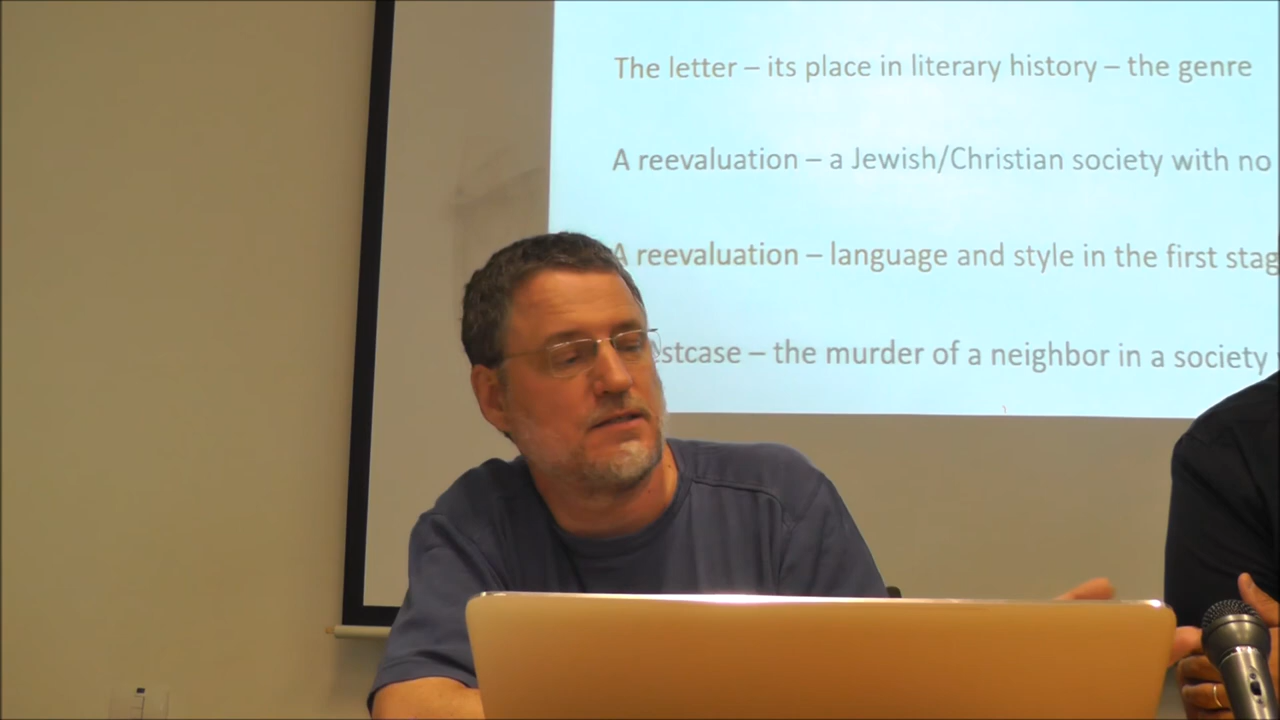 The letter – its place in literary history – the genre
A reevaluation – a Jewish/Christian society with no
A reevaluation – language and style in the first stag
stcase – the murder of a neighbor in a society